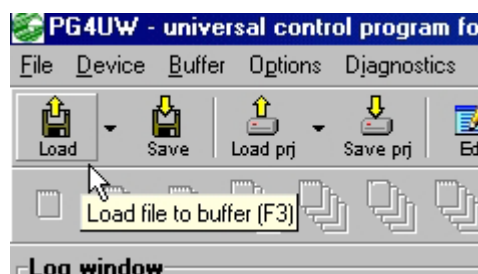 PG4UW - universal control program fo
File Device Buffer Options Diagnostics
Load Save Load prj Save prj Ed
Load file to buffer (F3)
Log window